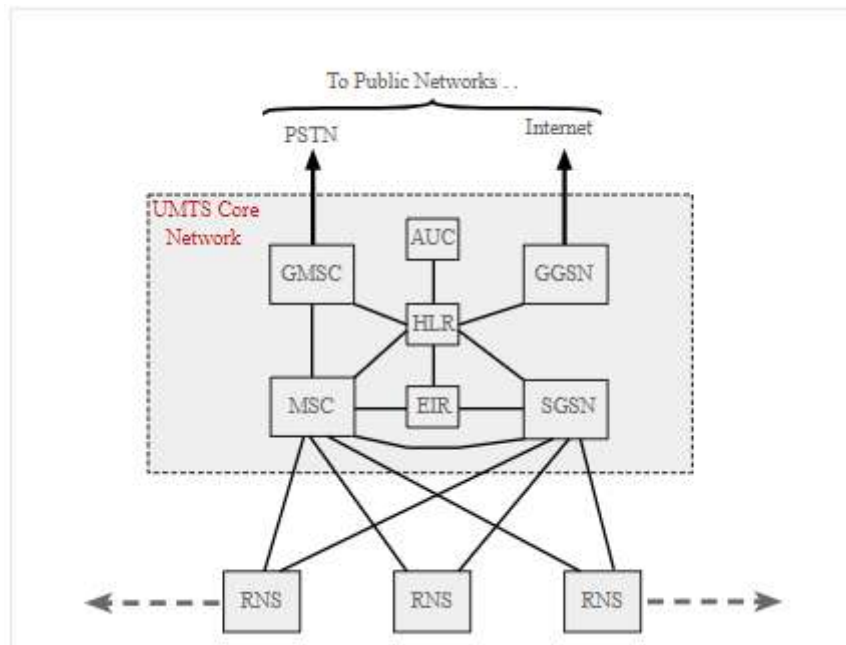 To Public Networks . .
PSTN
Internet
UMTS Core
Network
AUC
GMSC
GGSN
HLR
MSC
EIR
SGSN
RNS
RNS
RNS